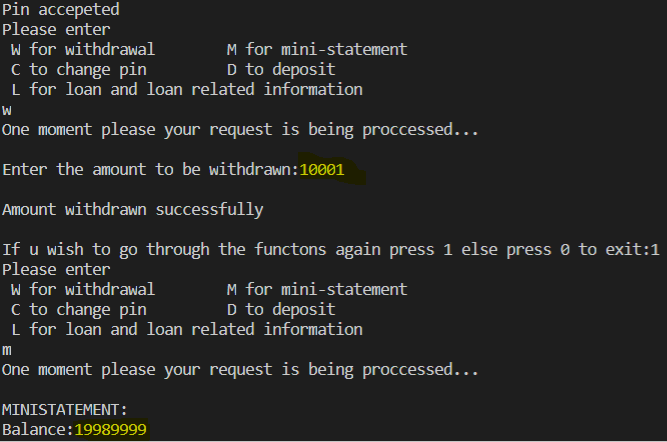 Pin accepeted
Please enter
 W for withdrawal        M for mini-statement
 C to change pin         D to deposit
 L for loan and loan related information
w
One moment please your request is being proccessed...
Enter the amount to be withdrawn:10001
Amount withdrawn successfully
If u wish to go through the functons again press 1 else press 0 to exit:1
Please enter
 W for withdrawal        M for mini-statement
 C to change pin         D to deposit
 L for loan and loan related information
m
One moment please your request is being proccessed...
MINISTATEMENT:
Balance:19989999